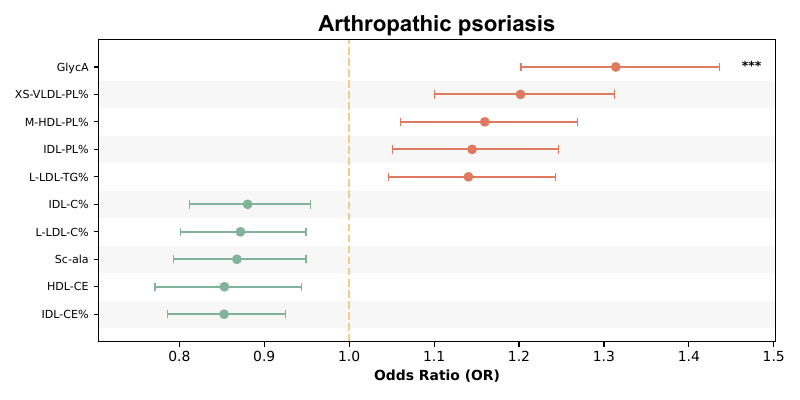 Arthropathic psoriasis
GlycA
***
XS-VLDL-PL%
M-HDL-PL%
IDL-PL%
L-LDL-TG%
IDL-C%
L-LDL-C%
Sc-ala
HDL-CE
IDL-CE%
0.8 0.9 1.0 1.1 1.2 1.3 1.4 1.5
Odds Ratio (OR)